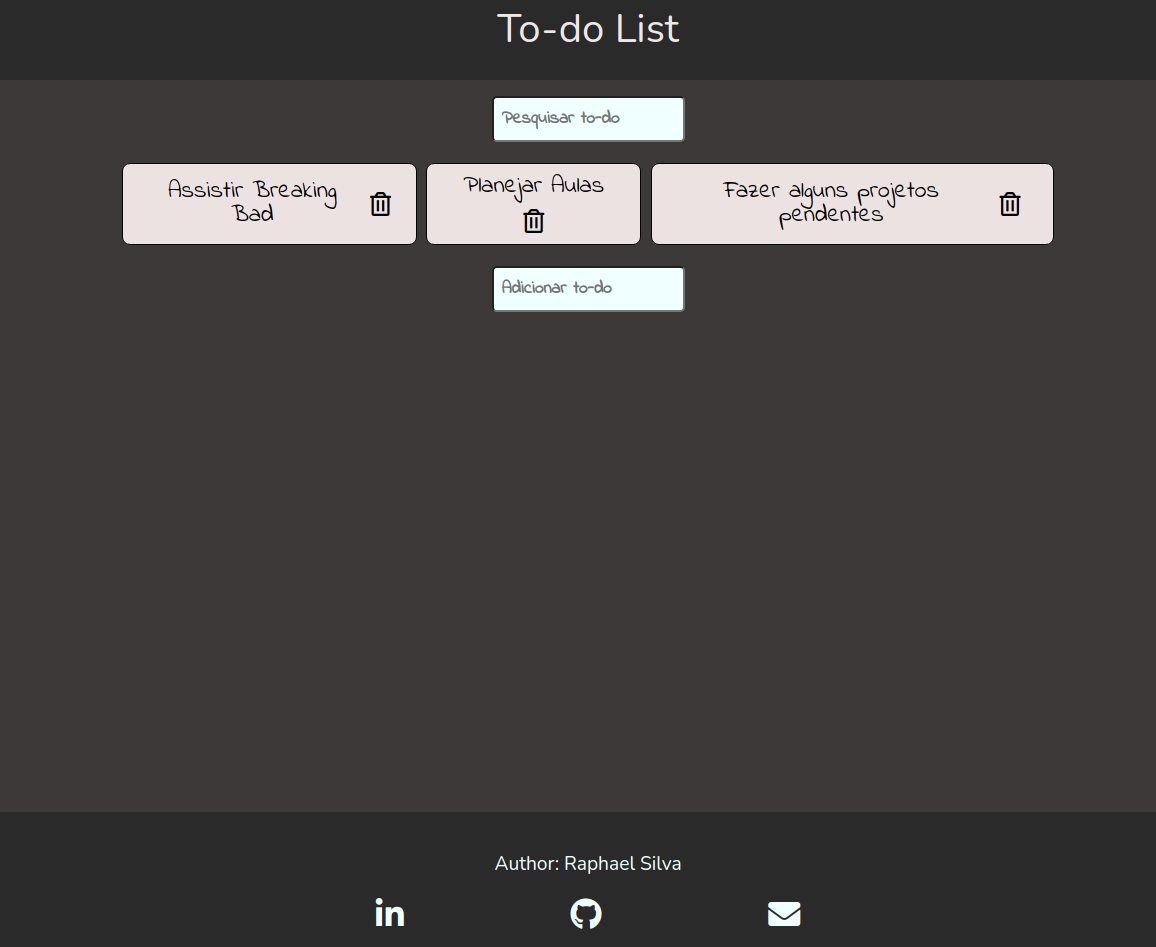 To-do List
Pesquisar to-do
Assistir Breaking
Bad
Planejar Aulas
Fazer alguns projetos
pendentes
Adicionar to-do
Author: Raphael Silva
in